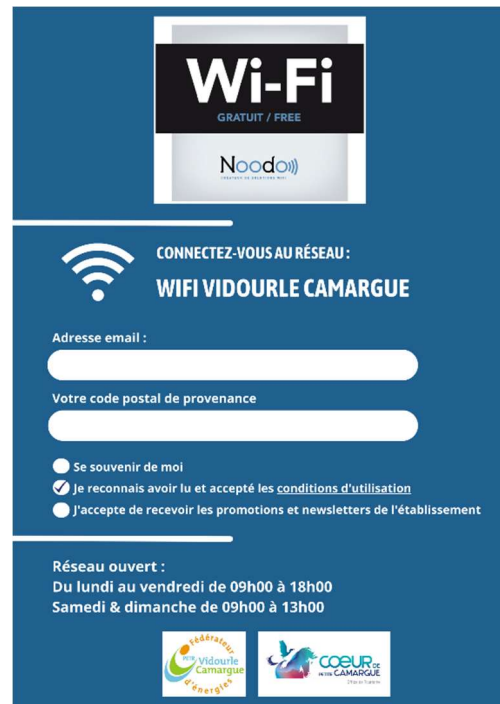 Wi-Fi
GRATUIT / FREE
Noodo
CONNECTEZ-VOUS AU RÉSEAU :
WIFI VIDOURLE CAMARGUE
Adresse email :
Votre code postal de provenance
Se souvenir de moi
Je reconnais avoir lu et accepté les conditions d'utilisation
J'accepte de recevoir les promotions et newsletters de l'établissement
Réseau ouvert :
Du lundi au vendredi de 09h00 à 18h00
Samedi & dimanche de 09h00 à 13h00
Fédérateur
PETR Vidourle
Camargue
d'énergies
COEUR DE
PETITE CAMARGUE